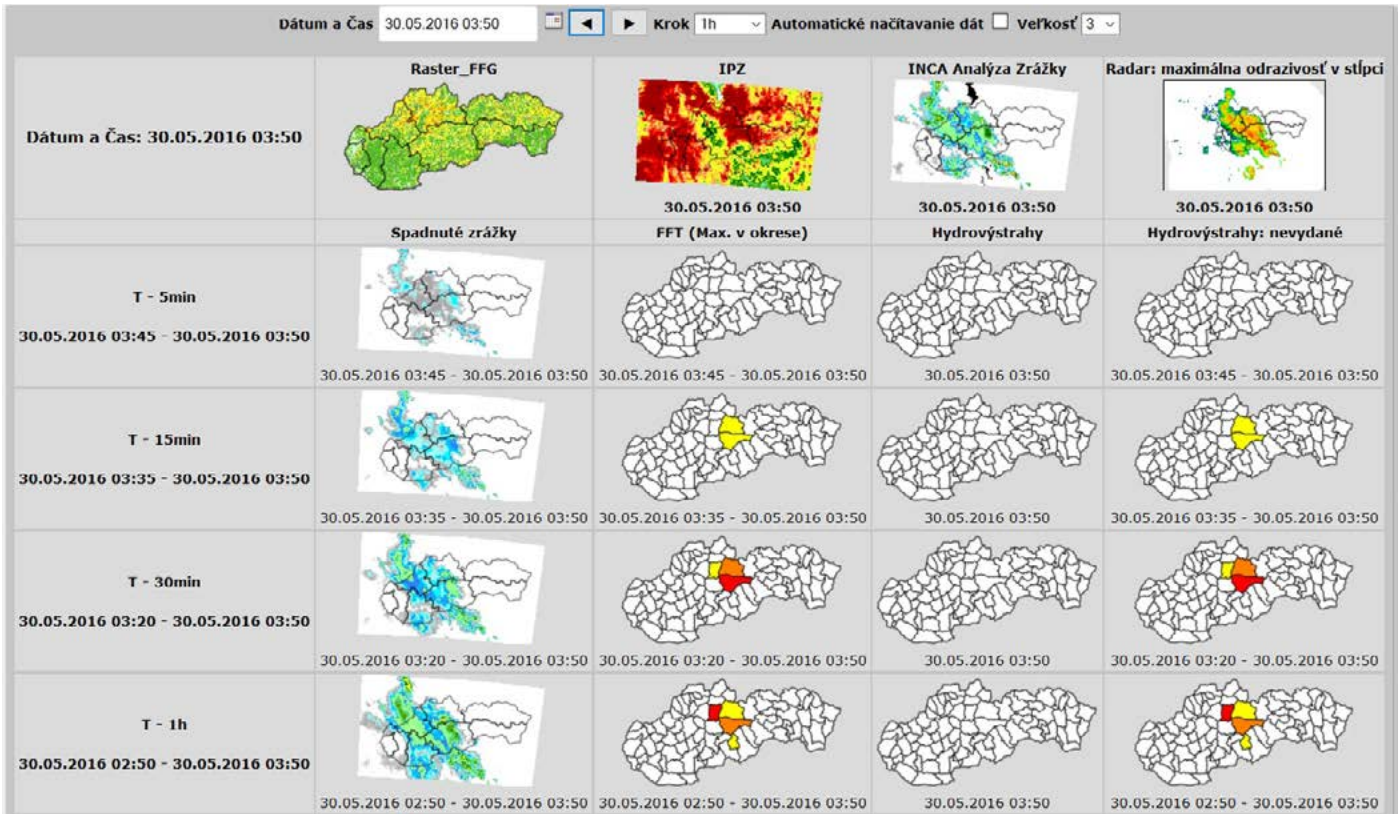 Dátum a Čas 30.05.2016 03:50 Krok 1h Automatické načítavanie dát Veľkosť 3
Raster_FFG IPZ INCA Analýza Zrážky Radar: maximálna odrazivosť v stĺpci
Dátum a Čas: 30.05.2016 03:50
30.05.2016 03:50 30.05.2016 03:50 30.05.2016 03:50
Spadnuté zrážky FFT (Max. v okrese) Hydrovýstrahy Hydrovýstrahy: nevydané
T - 5min
30.05.2016 03:45 - 30.05.2016 03:50
30.05.2016 03:45 - 30.05.2016 03:50 30.05.2016 03:45 - 30.05.2016 03:50 30.05.2016 03:50 30.05.2016 03:45 - 30.05.2016 03:50
T - 15min
30.05.2016 03:35 - 30.05.2016 03:50
30.05.2016 03:35 - 30.05.2016 03:50 30.05.2016 03:35 - 30.05.2016 03:50 30.05.2016 03:50 30.05.2016 03:35 - 30.05.2016 03:50
T - 30min
30.05.2016 03:20 - 30.05.2016 03:50
30.05.2016 03:20 - 30.05.2016 03:50 30.05.2016 03:20 - 30.05.2016 03:50 30.05.2016 03:50 30.05.2016 03:20 - 30.05.2016 03:50
T - 1h
30.05.2016 02:50 - 30.05.2016 03:50
30.05.2016 02:50 - 30.05.2016 03:50 30.05.2016 02:50 - 30.05.2016 03:50 30.05.2016 03:50 30.05.2016 02:50 - 30.05.2016 03:50